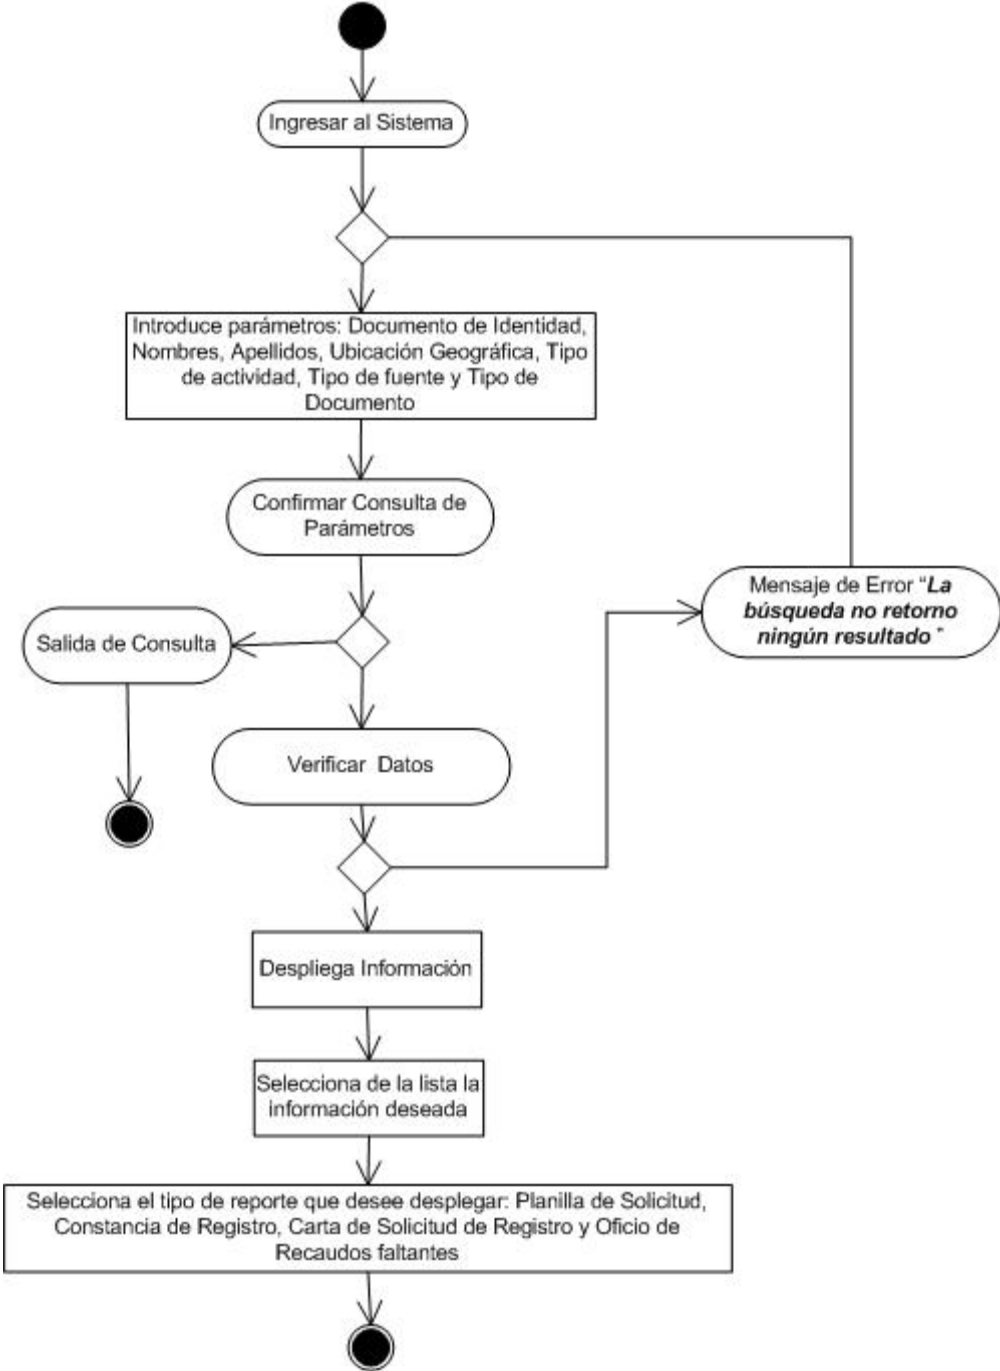 Ingresar al Sistema
Introduce parámetros: Documento de Identidad,
Nombres, Apellidos, Ubicación Geográfica, Tipo
de actividad, Tipo de fuente y Tipo de
Documento
Confirmar Consulta de
Parámetros
Mensaje de Error “La
búsqueda no retorno
ningún resultado”
Salida de Consulta
Verificar Datos
Despliega Información
Selecciona de la lista la
información deseada
Selecciona el tipo de reporte que desee desplegar: Planilla de Solicitud,
Constancia de Registro, Carta de Solicitud de Registro y Oficio de
Recaudos faltantes